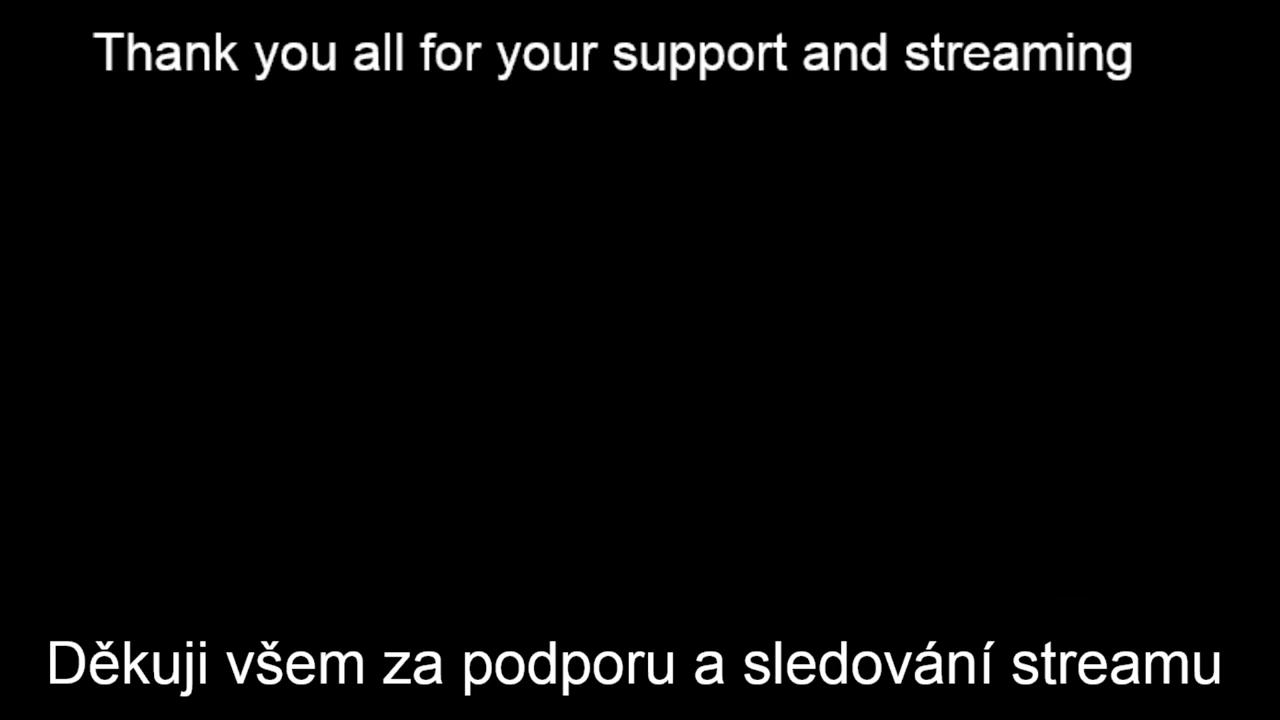 Thank you all for your support and streaming
Děkuji všem za podporu a sledování streamu